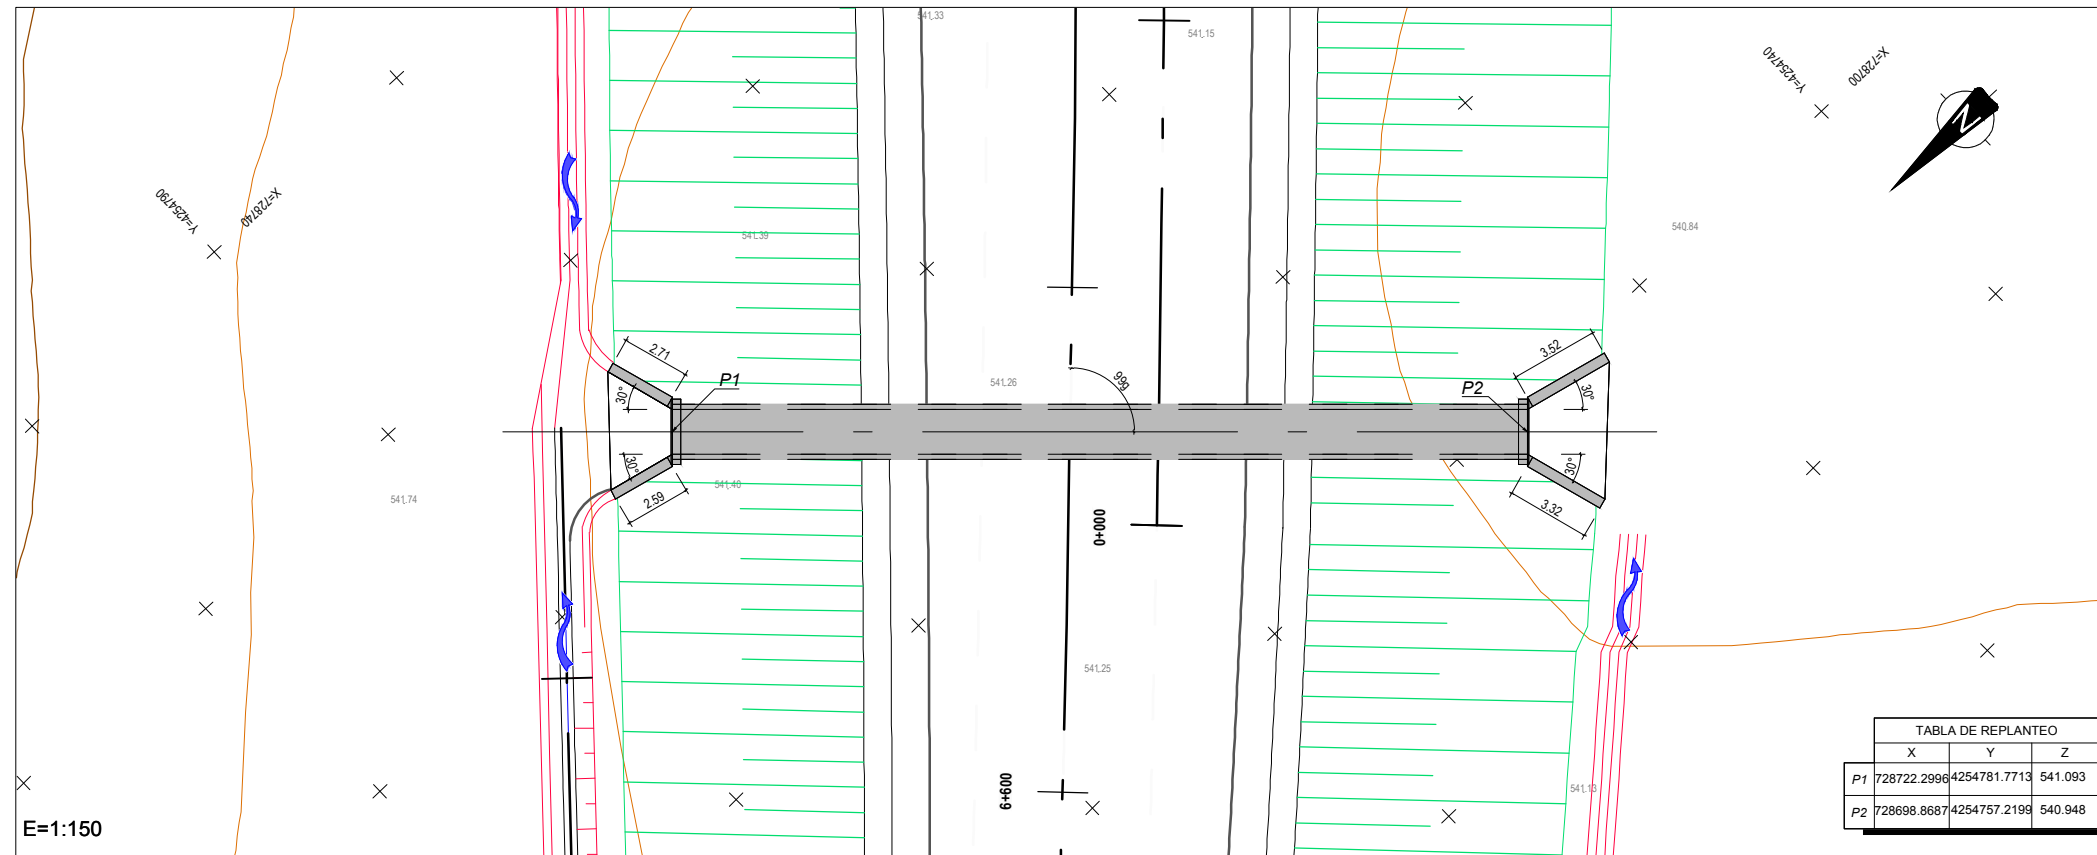 541.33
541.15
Y=4254740
X=728700
N
Y=4254790
X=728740
541.39
540.84
2.71
P1
30°
541.26
99g
P2
3.52
30°
30°
2.59
541.40
541.74
30°
3.32
0+000
541.25
6+600
541.13
TABLA DE REPLANTEO
X Y Z
P1 728722.2996 4254781.7713 541.093
P2 728698.8687 4254757.2199 540.948
E=1:150